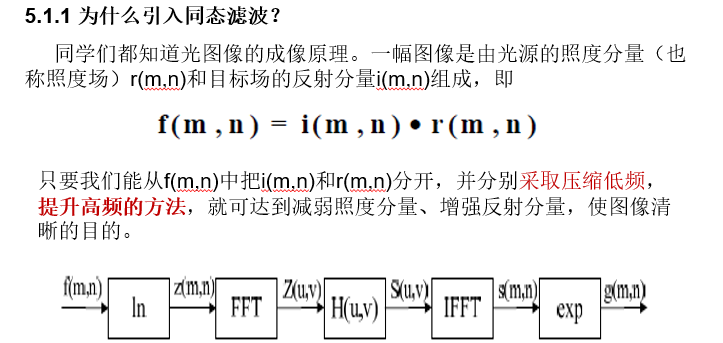 5.1.1 为什么引入同态滤波？
同学们都知道光图像的成像原理。一幅图像是由光源的照度分量（也
称照度场）r(m,n)和目标场的反射分量i(m,n)组成，即
f(m,n) = i(m,n)•r(m,n)
只要我们能从f(m,n)中把i(m,n)和r(m,n)分开，并分别采取压缩低频，
提升高频的方法，就可达到减弱照度分量、增强反射分量，使图像清
晰的目的。
f(m,n) ln z(m,n) FFT Z(u,v) H(u,v) S(u,v) IFFT s(m,n) exp g(m,n)